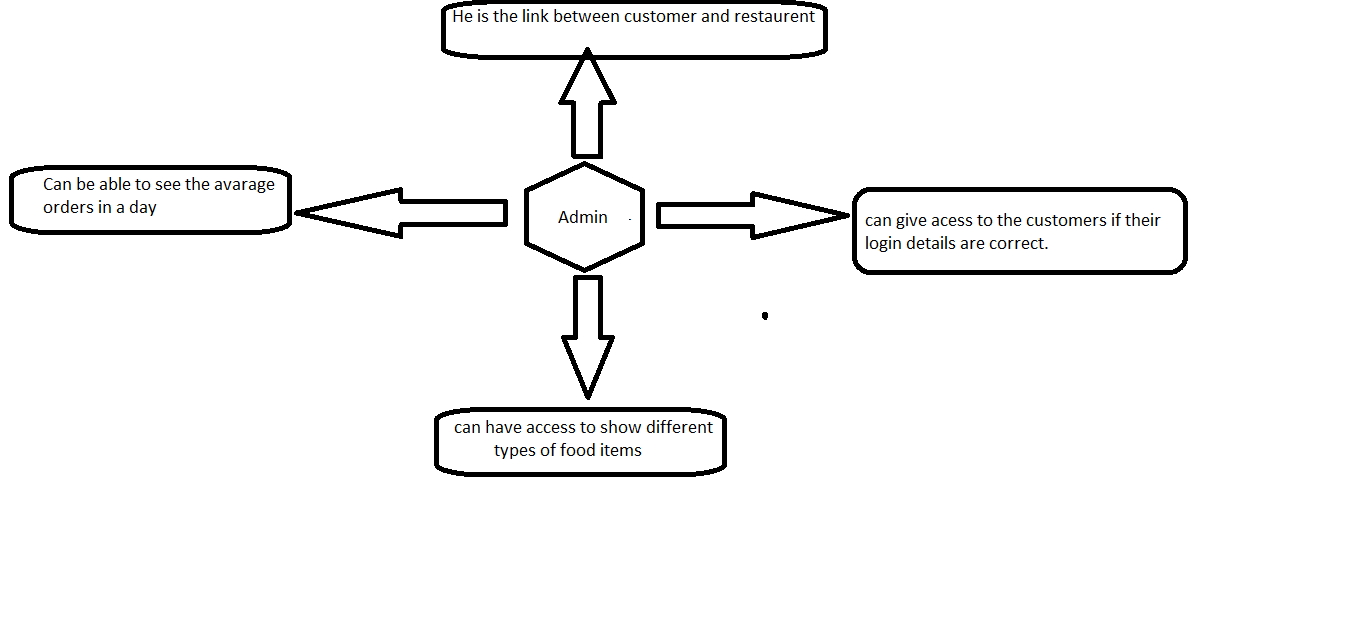 He is the link between customer and restaurent
Can be able to see the avarage
orders in a day
Admin
can give acess to the customers if their
login details are correct.
can have access to show different
types of food items